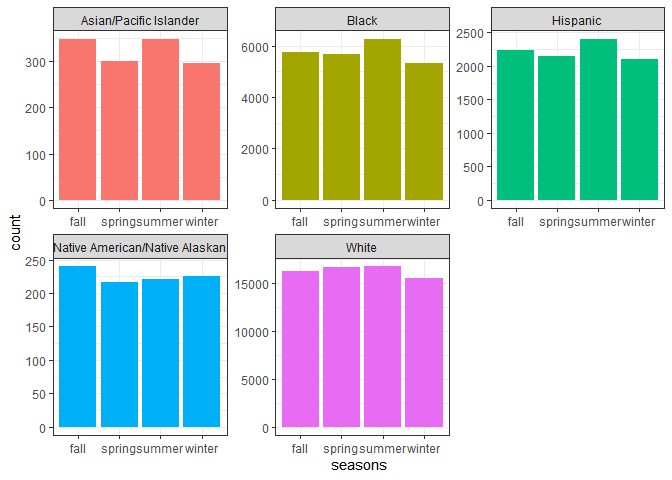 Asian/Pacific Islander
Black
Hispanic
300
200
100
0
6000
4000
2000
0
2500
2000
1500
1000
500
0
fall spring summer winter
fall spring summer winter
fall spring summer winter
count
Native American/Native Alaskan
White
250
200
150
100
50
0
15000
10000
5000
0
fall spring summer winter
fall spring summer winter
seasons